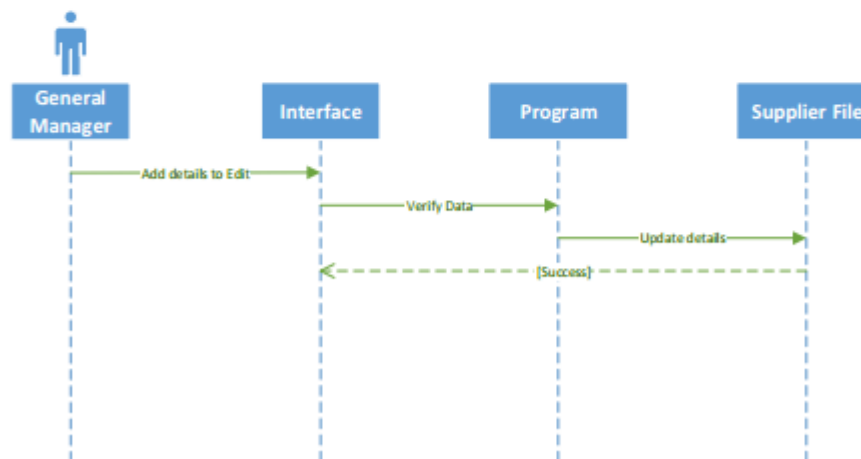 General
Manager
Interface
Program
Supplier File
Add details to Edit
Verify Data
Update details
[Success]